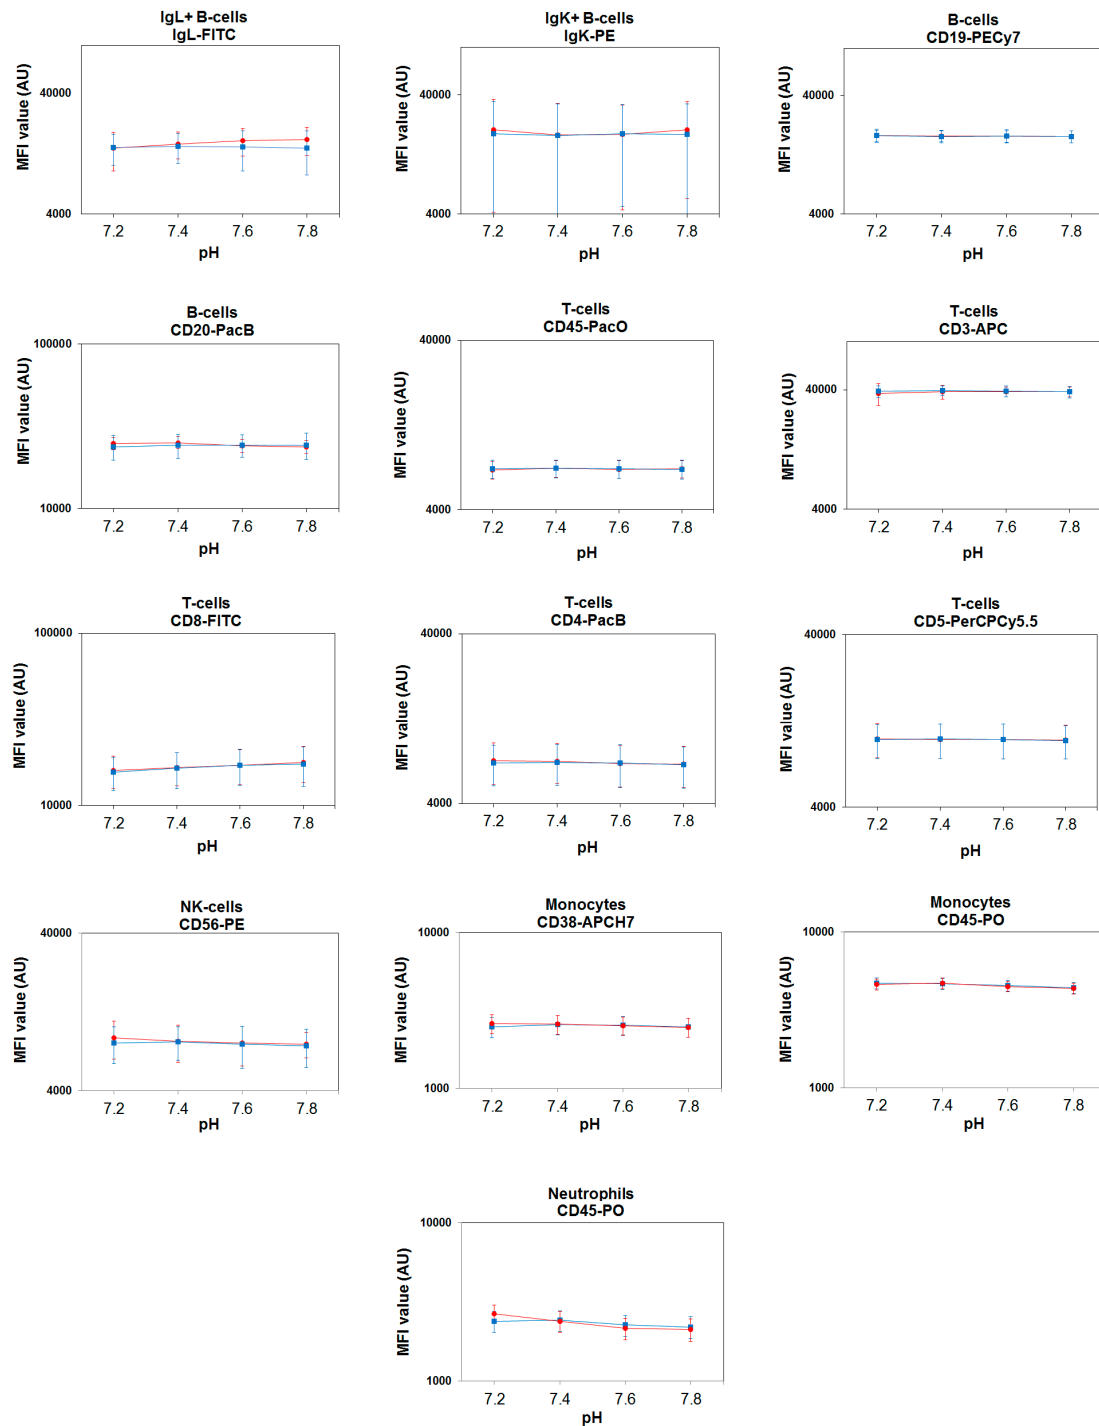 IgL+ B-cells
IgL-FITC
MFI value (AU)
40000
4000
7.2 7.4 7.6 7.8
pH
IgK+ B-cells
IgK-PE
MFI value (AU)
40000
4000
7.2 7.4 7.6 7.8
pH
B-cells
CD19-PECy7
MFI value (AU)
40000
4000
7.2 7.4 7.6 7.8
pH
B-cells
CD20-PacB
MFI value (AU)
100000
10000
7.2 7.4 7.6 7.8
pH
T-cells
CD45-PacO
MFI value (AU)
40000
4000
7.2 7.4 7.6 7.8
pH
T-cells
CD3-APC
MFI value (AU)
40000
4000
7.2 7.4 7.6 7.8
pH
T-cells
CD8-FITC
MFI value (AU)
100000
10000
7.2 7.4 7.6 7.8
pH
T-cells
CD4-PacB
MFI value (AU)
40000
4000
7.2 7.4 7.6 7.8
pH
T-cells
CD5-PerCPCy5.5
MFI value (AU)
40000
4000
7.2 7.4 7.6 7.8
pH
NK-cells
CD56-PE
MFI value (AU)
40000
4000
7.2 7.4 7.6 7.8
pH
Monocytes
CD38-APCH7
MFI value (AU)
10000
1000
7.2 7.4 7.6 7.8
pH
Monocytes
CD45-PO
MFI value (AU)
10000
1000
7.2 7.4 7.6 7.8
pH
Neutrophils
CD45-PO
MFI value (AU)
10000
1000
7.2 7.4 7.6 7.8
pH